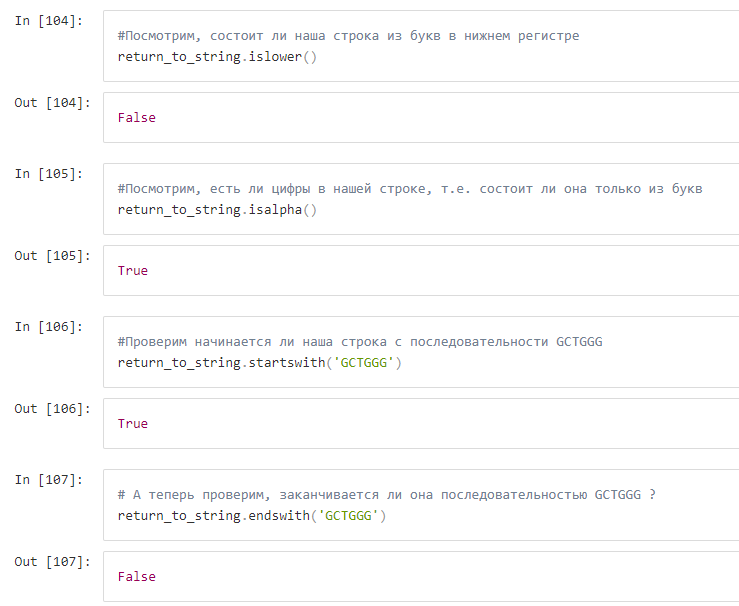 In [104]:
#Посмотрим, состоит ли наша строка из букв в нижнем регистре
return_to_string.islower()
Out [104]:
False
In [105]:
#Посмотрим, есть ли цифры в нашей строке, т.е. состоит ли она только из букв
return_to_string.isalpha()
Out [105]:
True
In [106]:
#Проверим начинается ли наша строка с последовательности GCTGGG
return_to_string.startswith('GCTGGG')
Out [106]:
True
In [107]:
# А теперь проверим, заканчивается ли она последовательностью GCTGGG ?
return_to_string.endswith('GCTGGG')
Out [107]:
False